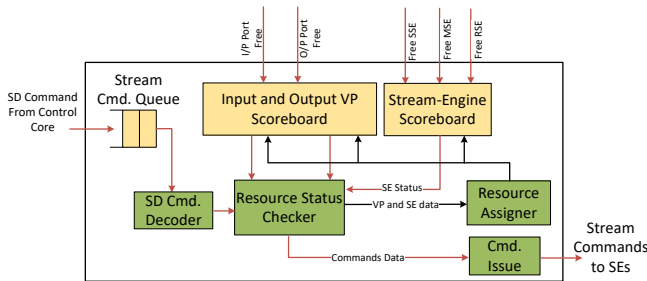 I/P Port
Free
O/P Port
Free
Free SSE
Free MSE
Free RSE
Stream
Cmd. Queue
SD Command
From Control
Core
Input and Output VP
Scoreboard
Stream-Engine
Scoreboard
SD Cmd.
Decoder
Resource Status
Checker
SE Status
VP and SE data
Resource
Assigner
Commands Data
Cmd.
Issue
Stream
Commands
to SEs